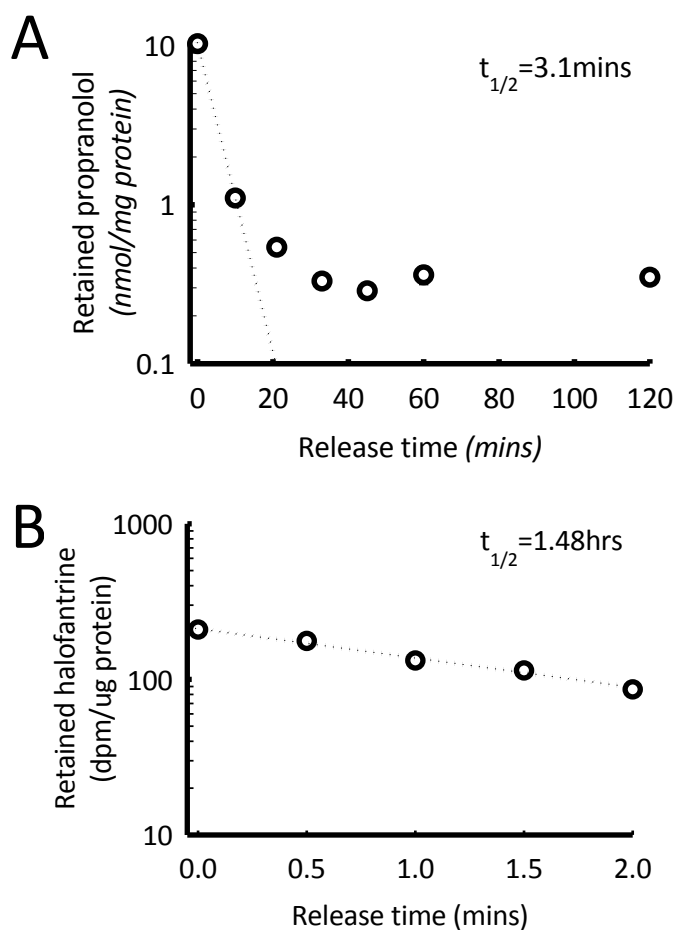 A
Retained propranolol
(nmol/mg protein)
10
1
0.1
t1/2=3.1mins
0 20 40 60 80 100 120
Release time (mins)
B
Retained halofantrine
(dpm/ug protein)
1000
100
10
t1/2=1.48hrs
0.0 0.5 1.0 1.5 2.0
Release time (mins)